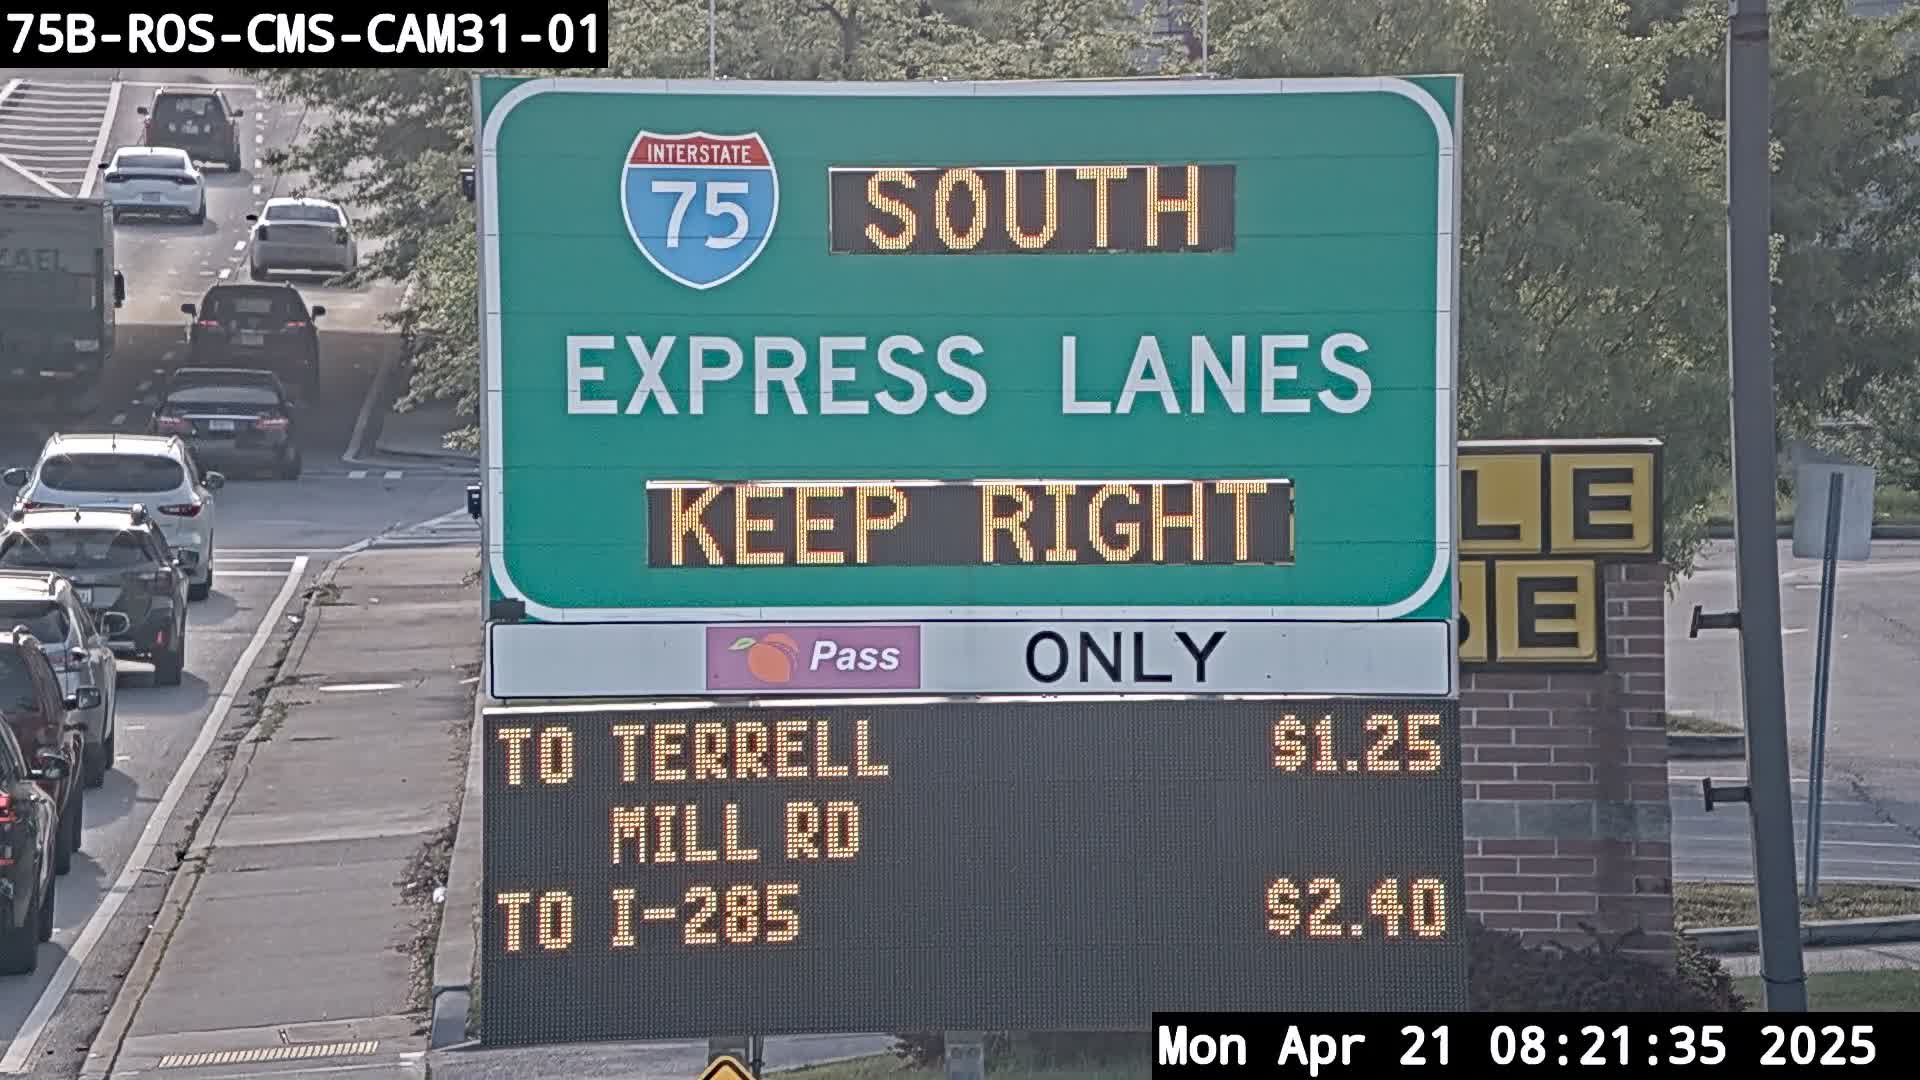 75B-ROS-CMS-CAM31-01
INTERSTATE
75
SOUTH
EXPRESS LANES
KEEP RIGHT
Pass ONLY
TO TERRELL $1.25
MILL RD
TO I-285 $2.40
LE
E
Mon Apr 21 08:21:35 2025